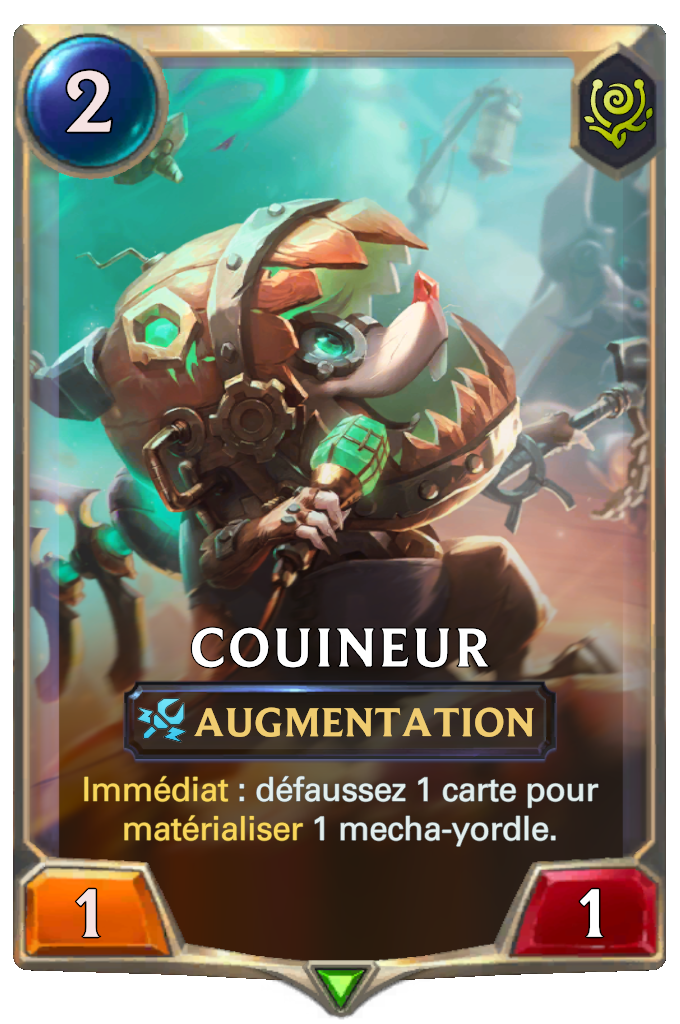 2
COUINEUR
AUGMENTATION
Immédiat : défaussez 1 carte pour
matérialiser 1 mecha-yordle.
1
1